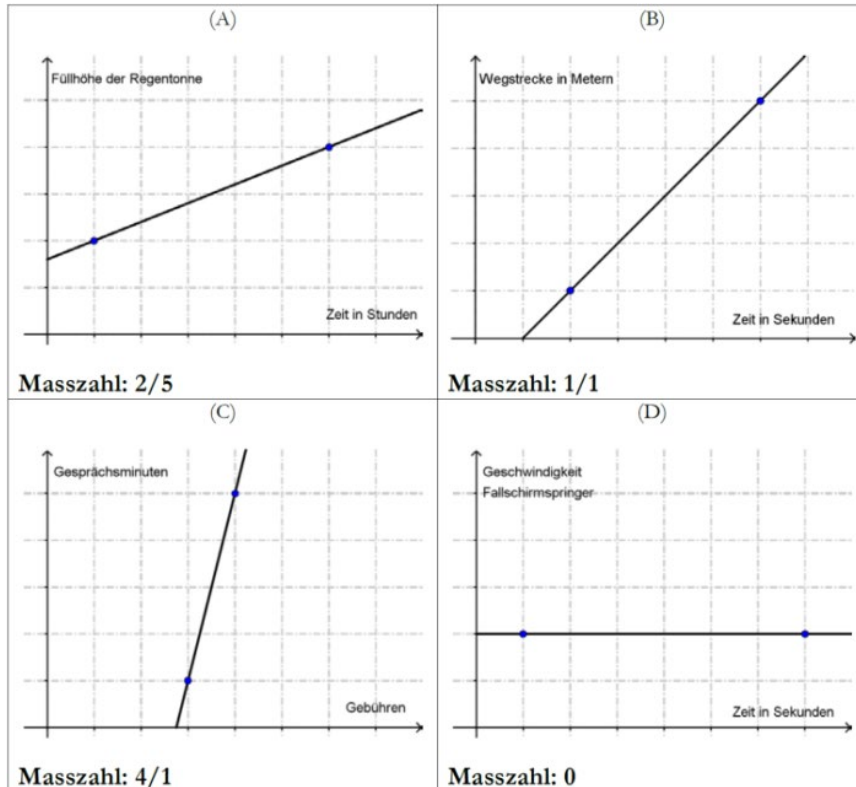 (A)
Füllhöhe der Regentonne
Zeit in Stunden
Masszahl: 2/5
(B)
Wegstrecke in Metern
Zeit in Sekunden
Masszahl: 1/1
(C)
Gesprächsminuten
Gebühren
Masszahl: 4/1
(D)
Geschwindigkeit
Fallschirmspringer
Zeit in Sekunden
Masszahl: 0